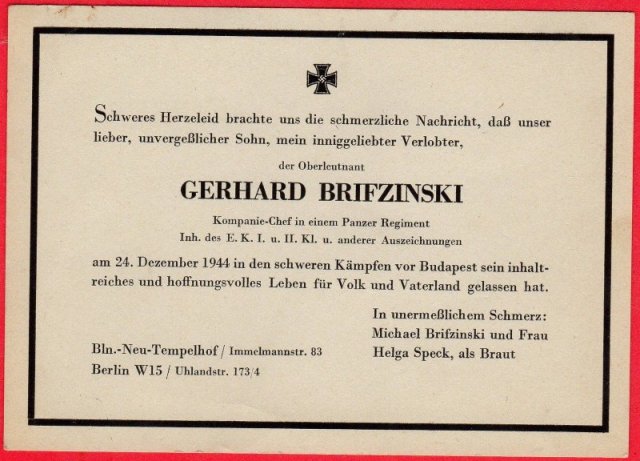 Schweres Herzeleid brachte uns die schmerzliche Nachricht, daß unser
lieber, unvergeßlicher Sohn, mein inniggeliebter Verlobter,
der Oberleutnant
GERHARD BRIFZINSKI
Kompanie-Chef in einem Panzer Regiment
Inh. des E. K. I. u. II. Kl. u. anderer Auszeichnungen
am 24. Dezember 1944 in den schweren Kämpfen vor Budapest sein inhalt-
reiches und hoffnungsvolles Leben für Volk und Vaterland gelassen hat.
In unermeßlichem Schmerz:
Michael Brifzinski und Frau
Helga Speck, als Braut
Bln.-Neu-Tempelhof / Immelmannstr. 83
Berlin W15 / Uhlandstr. 173/4